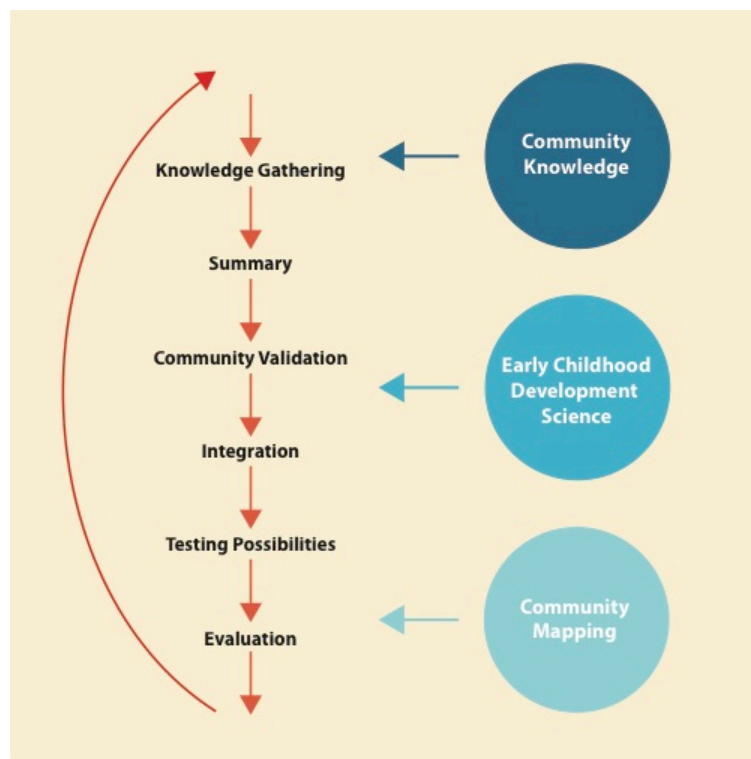 Knowledge Gathering
Summary
Community Validation
Integration
Testing Possibilities
Evaluation
Community
Knowledge
Early Childhood
Development
Science
Community
Mapping